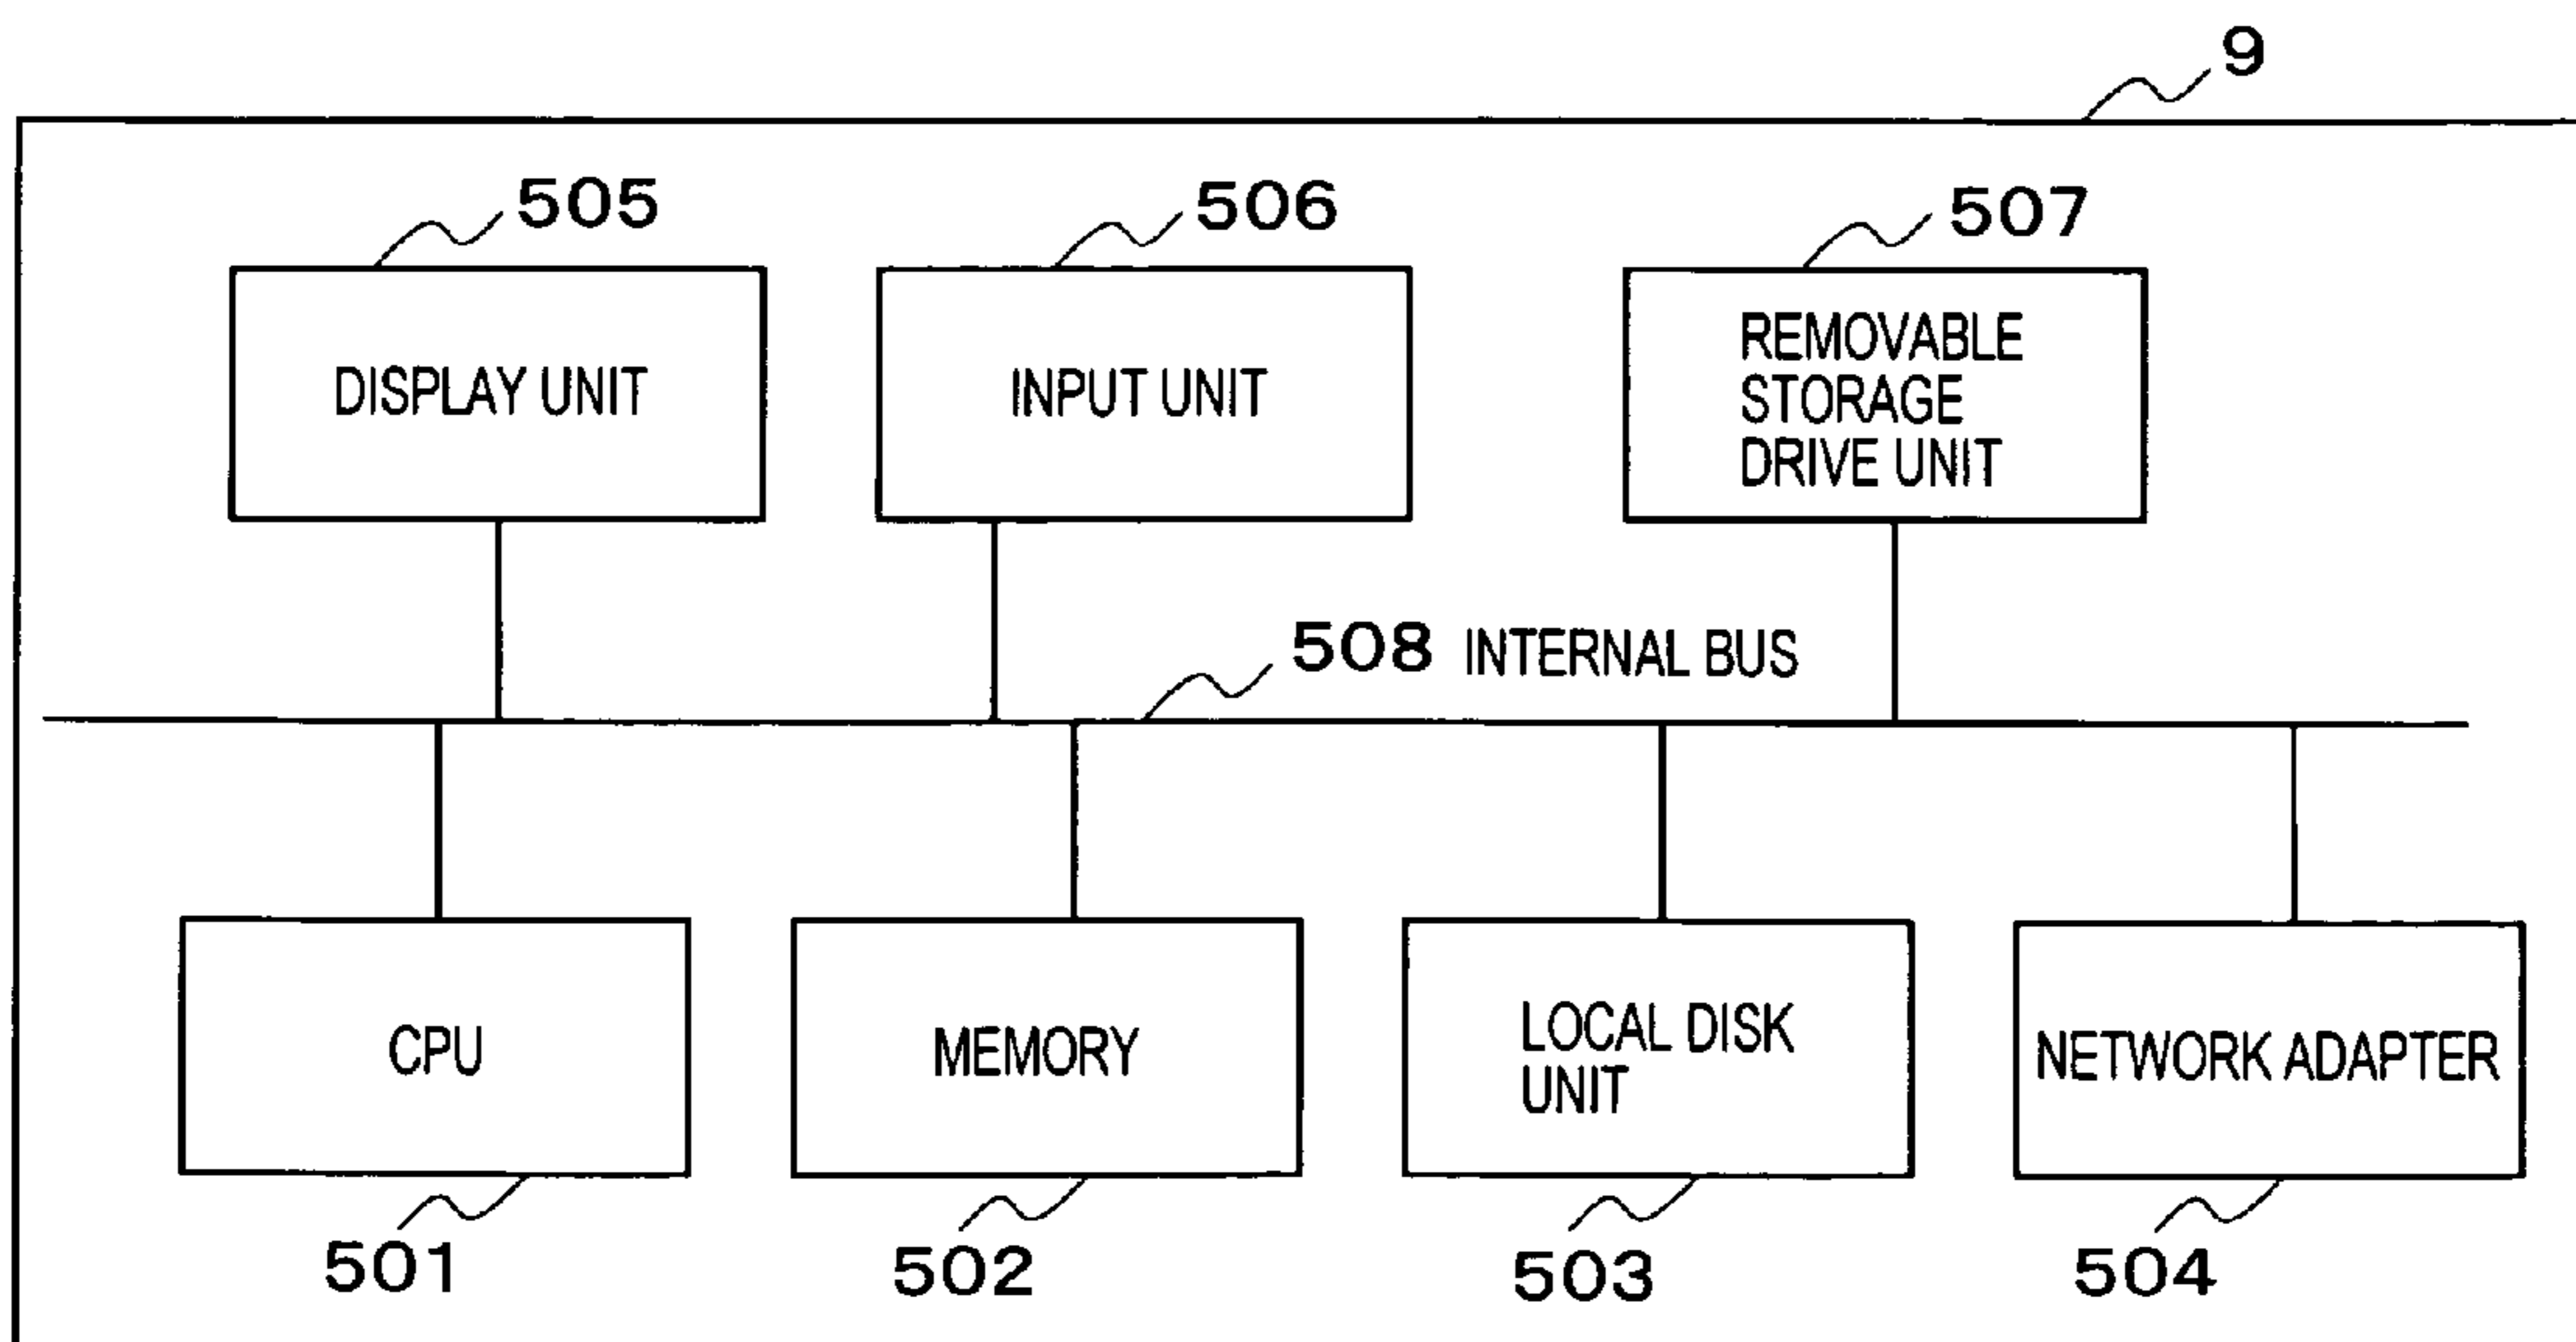 9
505
506
507
DISPLAY UNIT
INPUT UNIT
REMOVABLE
STORAGE
DRIVE UNIT
508 INTERNAL BUS
CPU
MEMORY
LOCAL DISK
UNIT
NETWORK ADAPTER
501
502
503
504